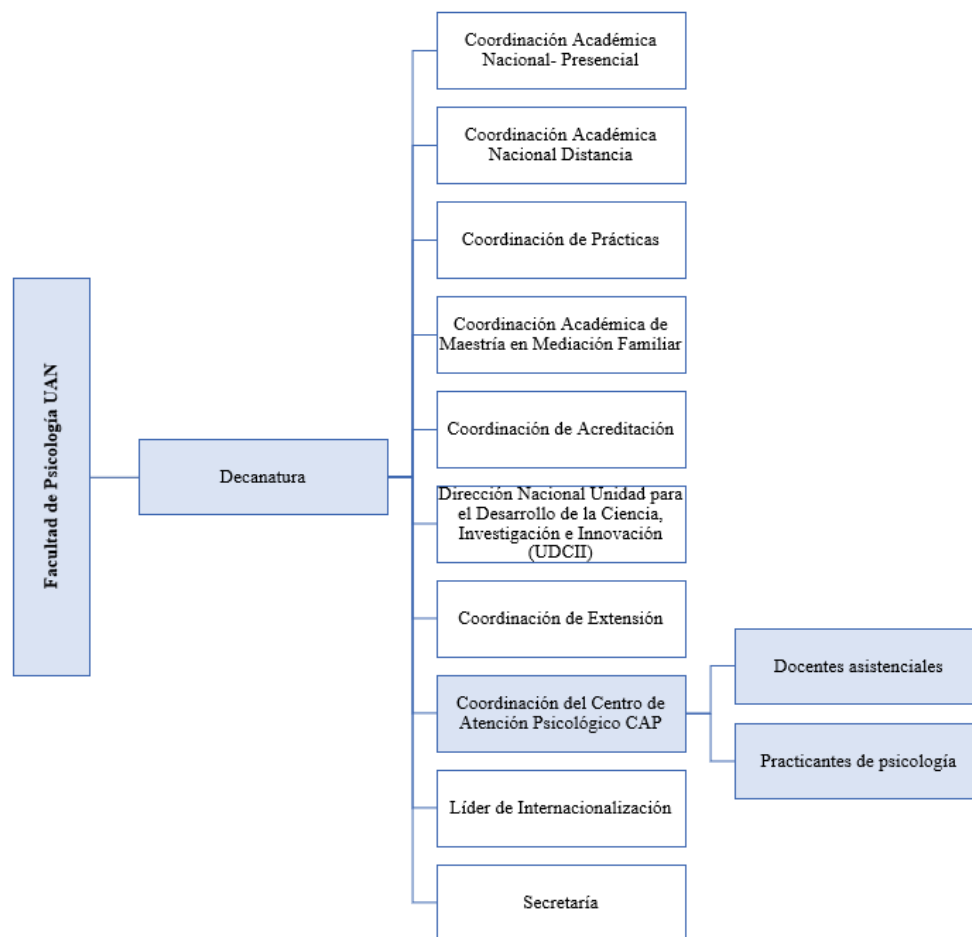 Facultad de Psicología UAN
Decanatura
Coordinación Académica
Nacional- Presencial
Coordinación Académica
Nacional Distancia
Coordinación de Prácticas
Coordinación Académica de
Maestría en Mediación Familiar
Coordinación de Acreditación
Dirección Nacional Unidad para
el Desarrollo de la Ciencia,
Investigación e Innovación
(UDCII)
Coordinación de Extensión
Coordinación del Centro de
Atención Psicológico CAP
Docentes asistenciales
Practicantes de psicología
Líder de Internacionalización
Secretaría